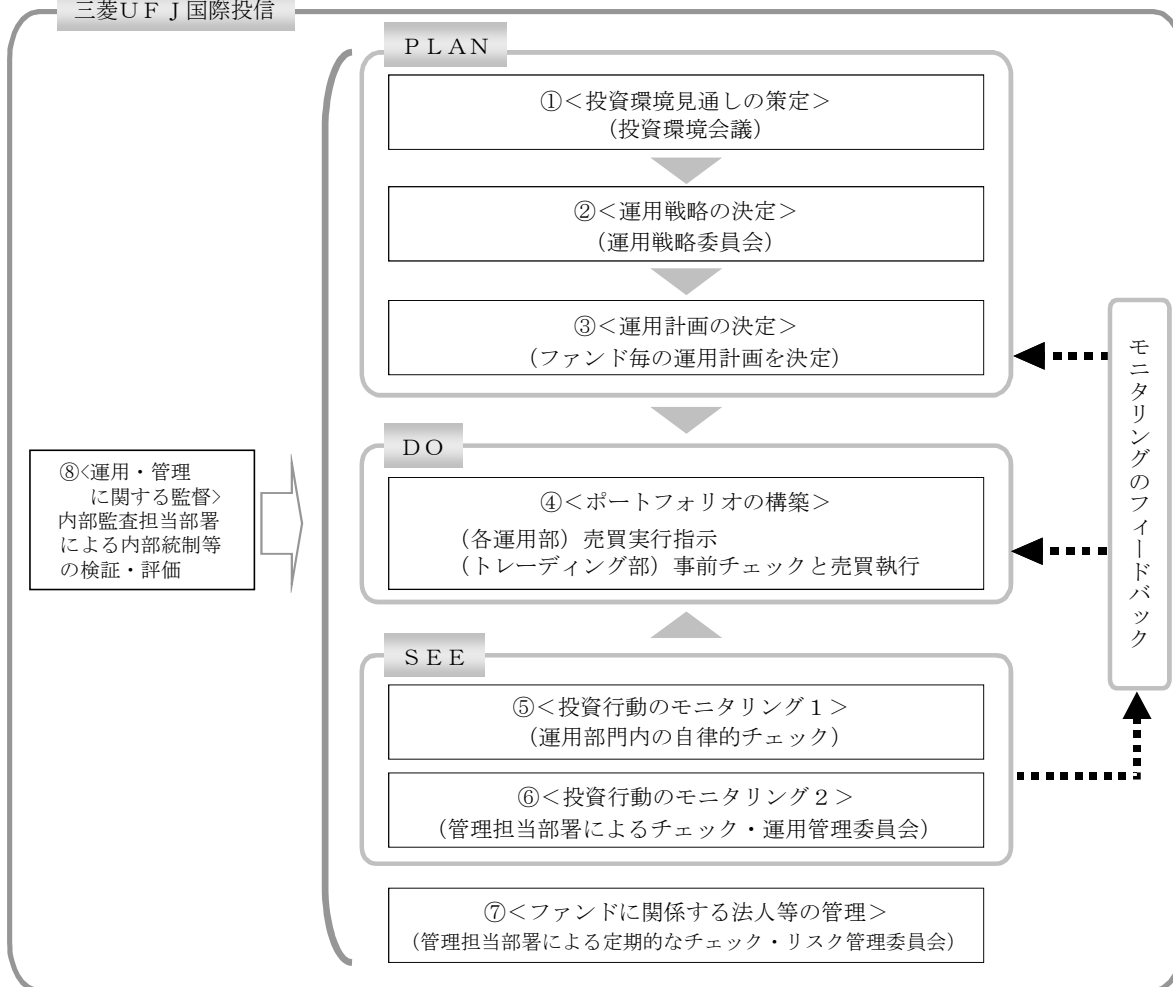 三菱ＵＦＪ国際投信
ＰＬＡＮ
①＜投資環境見通しの策定＞
（投資環境会議）
②＜運用戦略の決定＞
（運用戦略委員会）
③＜運用計画の決定＞
（ファンド毎の運用計画を決定）
ＤＯ
④＜ポートフォリオの構築＞
（各運用部）売買実行指示
（トレーディング部）事前チェックと売買執行
ＳＥＥ
⑤＜投資行動のモニタリング１＞
（運用部門内の自律的チェック）
⑥＜投資行動のモニタリング２＞
（管理担当部署によるチェック・運用管理委員会）
⑦＜ファンドに関係する法人等の管理＞
（管理担当部署による定期的なチェック・リスク管理委員会）
⑧<運用・管理
に関する監督>
内部監査担当部署
による内部統制等
の検証・評価
モニタリングのフィードバック